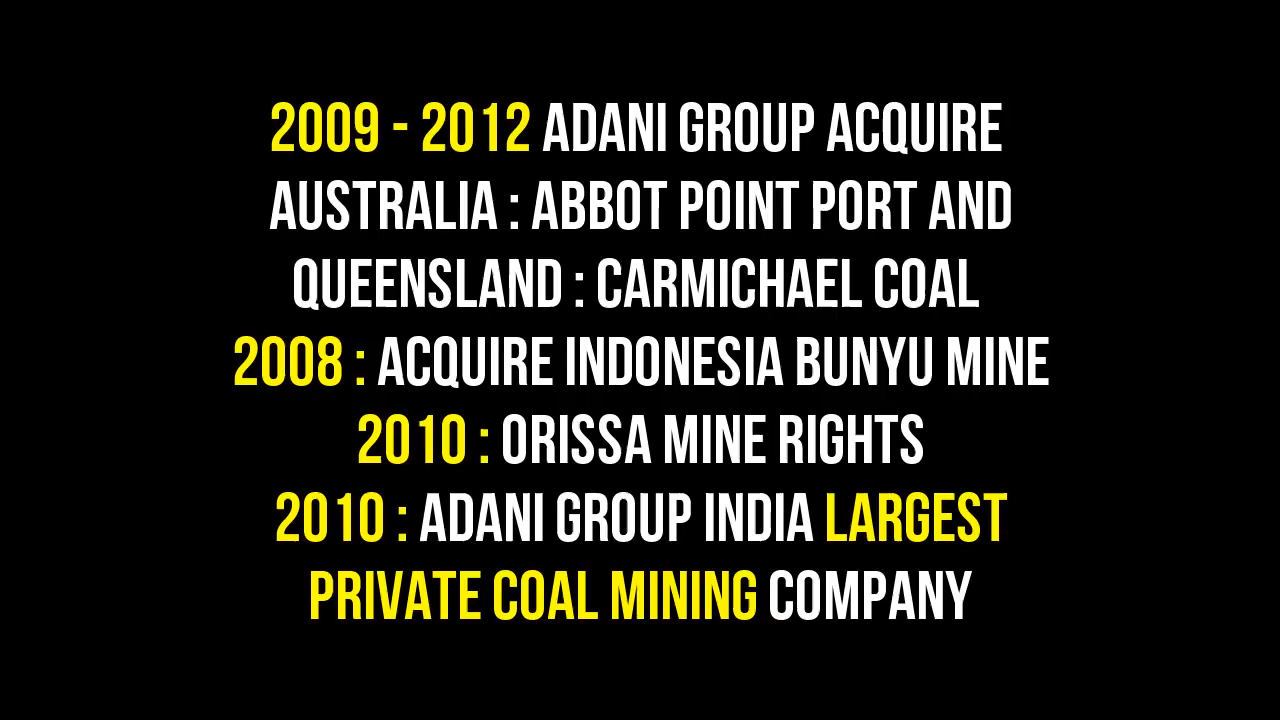 2009 - 2012 ADANI GROUP ACQUIRE
AUSTRALIA : ABBOT POINT PORT AND
QUEENSLAND : CARMICHAEL COAL
2008 : ACQUIRE INDONESIA BUNYU MINE
2010 : ORISSA MINE RIGHTS
2010 : ADANI GROUP INDIA LARGEST
PRIVATE COAL MINING COMPANY